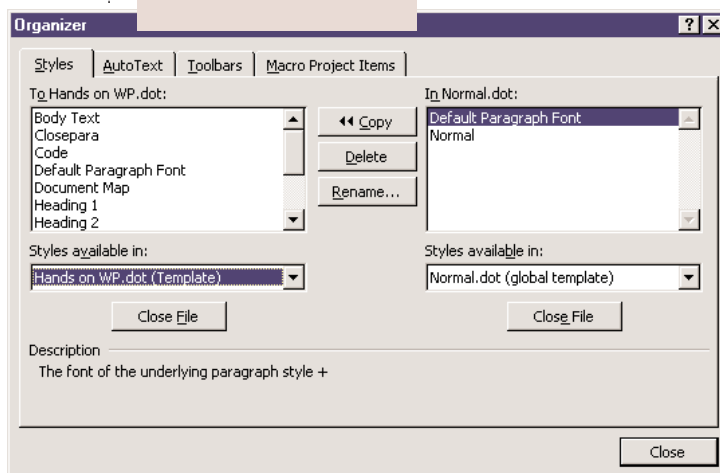 Organizer
Styles AutoText Toolbars Macro Project Items
To Hands on WP.dot:
Body Text
Closepara
Code
Default Paragraph Font
Document Map
Heading 1
Heading 2
Copy
Delete
Rename...
In Normal.dot:
Default Paragraph Font
Normal
Styles available in:
Hands on WP.dot (Template)
Close File
Styles available in:
Normal.dot (global template)
Close File
Description
The font of the underlying paragraph style +
Close